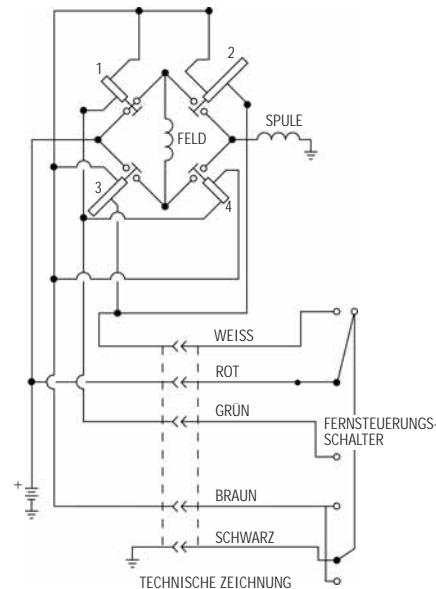 1
2
SPULE
FELD
3
4
WEISS
ROT
GRÜN
FERNSTEUERUNGS-
SCHALTER
+
BRAUN
SCHWARZ
TECHNISCHE ZEICHNUNG